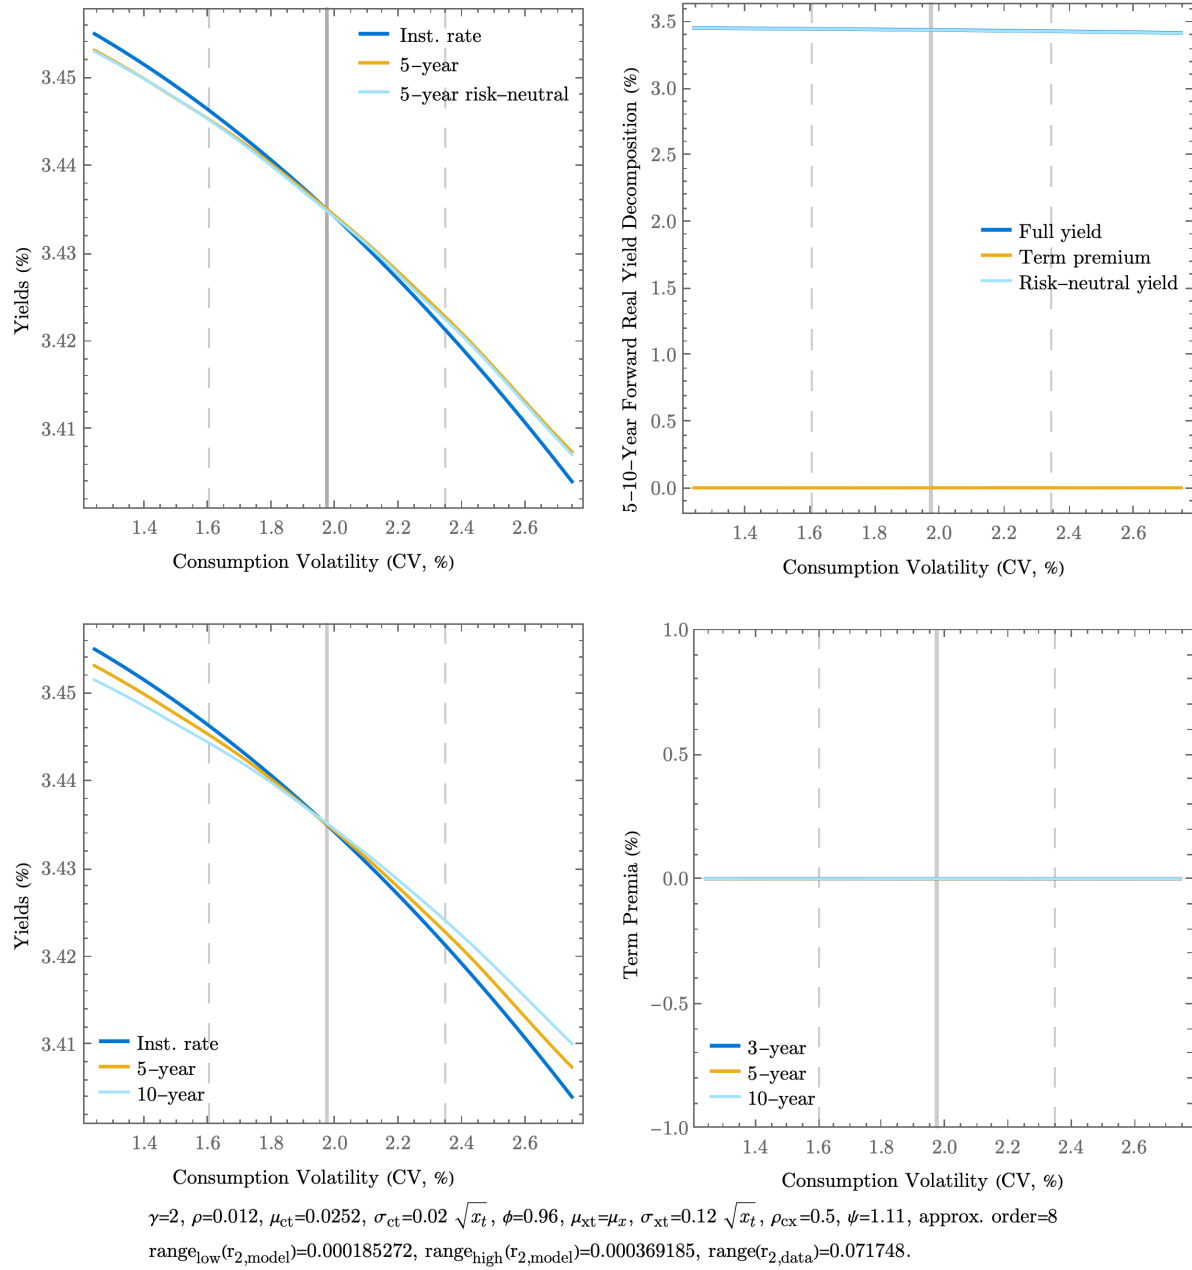 Inst. rate
5−year
5−year risk−neutral
3.45
3.44
3.43
3.42
3.41
Yields (%)
1.4 1.6 1.8 2.0 2.2 2.4 2.6
Consumption Volatility (CV, %)
3.5
3.0
2.5
2.0
1.5
1.0
0.5
0.0
5−10−Year Forward Real Yield Decomposition (%)
Full yield
Term premium
Risk−neutral yield
1.4 1.6 1.8 2.0 2.2 2.4 2.6
Consumption Volatility (CV, %)
3.45
3.44
3.43
3.42
3.41
Yields (%)
Inst. rate
5−year
10−year
1.4 1.6 1.8 2.0 2.2 2.4 2.6
Consumption Volatility (CV, %)
1.0
0.5
0.0
−0.5
−1.0
Term Premia (%)
3−year
5−year
10−year
1.4 1.6 1.8 2.0 2.2 2.4 2.6
Consumption Volatility (CV, %)
γ=2, ρ=0.012, μct=0.0252, σct=0.02 √xt, ϕ=0.96, μxt=μx, σxt=0.12 √xt, ρcx=0.5, ψ=1.11, approx. order=8
rangelow(r2,model)=0.000185272, rangehigh(r2,model)=0.000369185, range(r2,data)=0.071748.